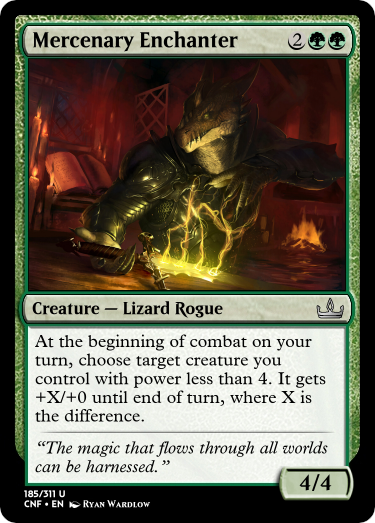 Mercenary Enchanter 2
Creature — Lizard Rogue
At the beginning of combat on your
turn, choose target creature you
control with power less than 4. It gets
+X/+0 until end of turn, where X is
the difference.
“The magic that flows through all worlds
can be harnessed.”
4/4
185/311 U
CNF • EN Ryan Wardlow